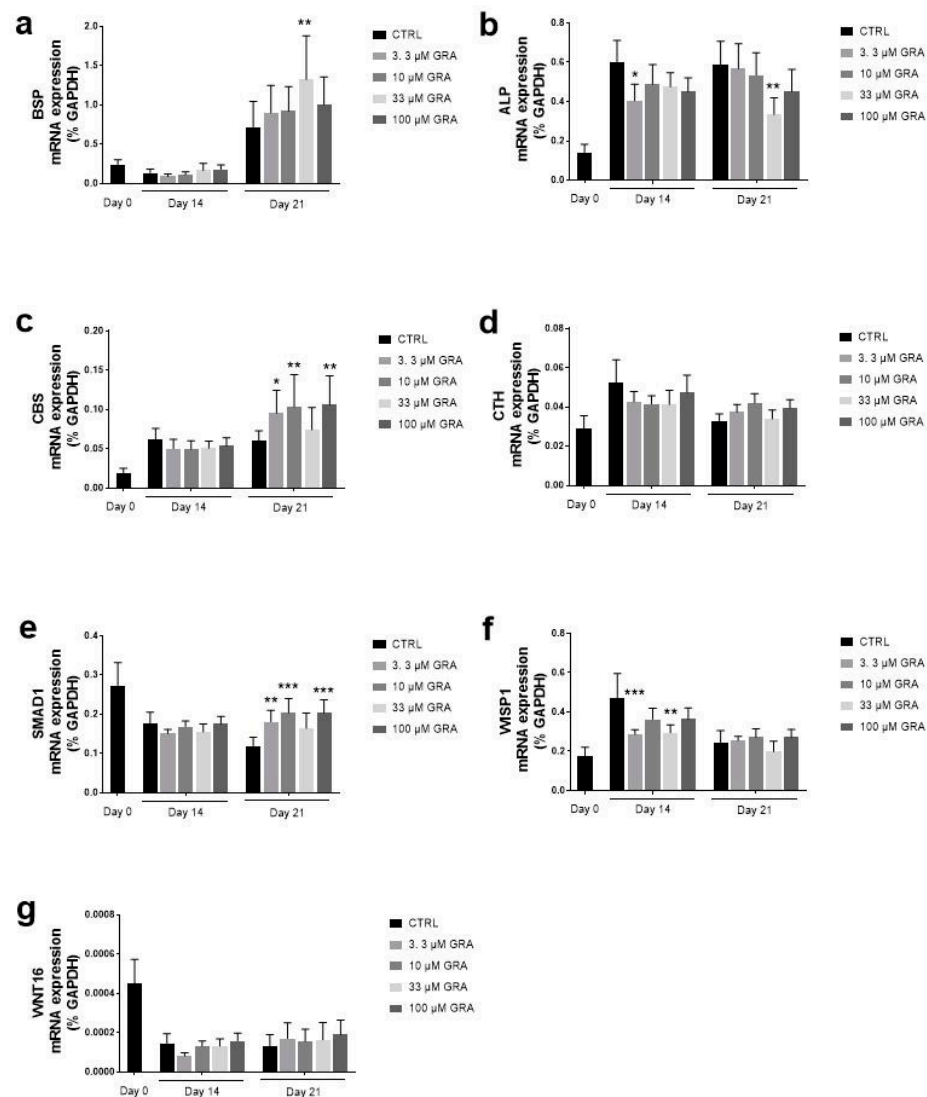 a
BSP
mRNA expression
(% GAPDH)
2.0
1.5
1.0
0.5
0.0
**
Day 0
Day 14
Day 21
CTRL
3. 3 µM GRA
10 µM GRA
33 µM GRA
100 µM GRA
b
ALP
mRNA expression
(% GAPDH)
0.8
0.6
0.4
0.2
0.0
*
**
Day 0
Day 14
Day 21
CTRL
3. 3 µM GRA
10 µM GRA
33 µM GRA
100 µM GRA
c
CBS
mRNA expression
(% GAPDH)
0.20
0.15
0.10
0.05
0.00
*
**
**
Day 0
Day 14
Day 21
CTRL
3. 3 µM GRA
10 µM GRA
33 µM GRA
100 µM GRA
d
CTH
mRNA expression
(% GAPDH)
0.08
0.06
0.04
0.02
0.00
Day 0
Day 14
Day 21
CTRL
3. 3 µM GRA
10 µM GRA
33 µM GRA
100 µM GRA
e
SMAD1
mRNA expression
(% GAPDH)
0.4
0.3
0.2
0.1
0.0
**
***
***
Day 0
Day 14
Day 21
CTRL
3. 3 µM GRA
10 µM GRA
33 µM GRA
100 µM GRA
f
WISP1
mRNA expression
(% GAPDH)
0.8
0.6
0.4
0.2
0.0
***
**
Day 0
Day 14
Day 21
CTRL
3. 3 µM GRA
10 µM GRA
33 µM GRA
100 µM GRA
g
WNT16
mRNA expression
(% GAPDH)
0.0008
0.0006
0.0004
0.0002
0.0000
Day 0
Day 14
Day 21
CTRL
3. 3 µM GRA
10 µM GRA
33 µM GRA
100 µM GRA